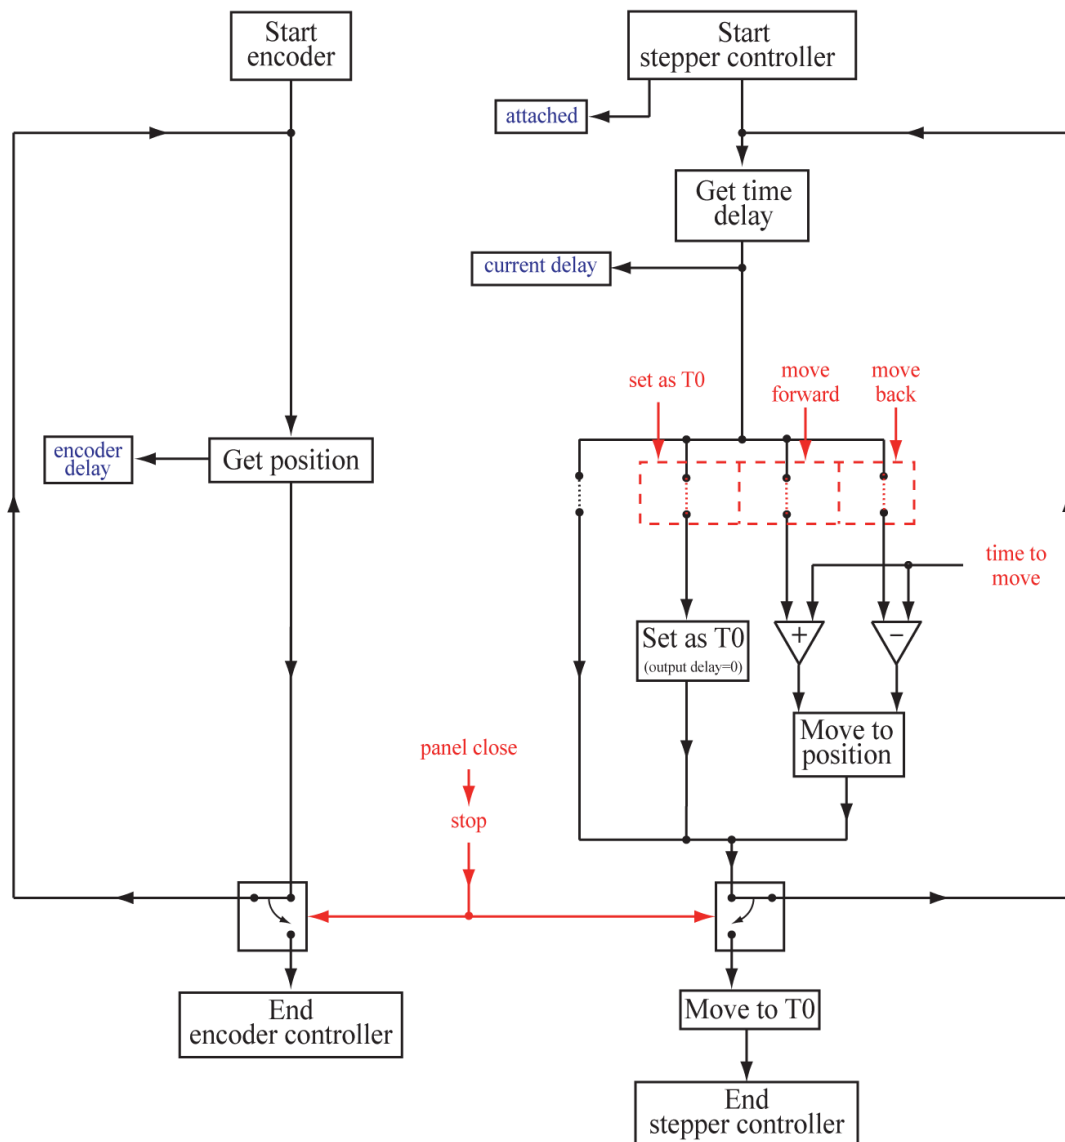 Start
encoder
Start
stepper controller
attached
Get time
delay
current delay
set as T0
move
forward
move
back
encoder
delay
Get position
time to
move
+
−
Set as T0
(output delay=0)
Move to
position
panel close
stop
End
encoder controller
Move to T0
End
stepper controller